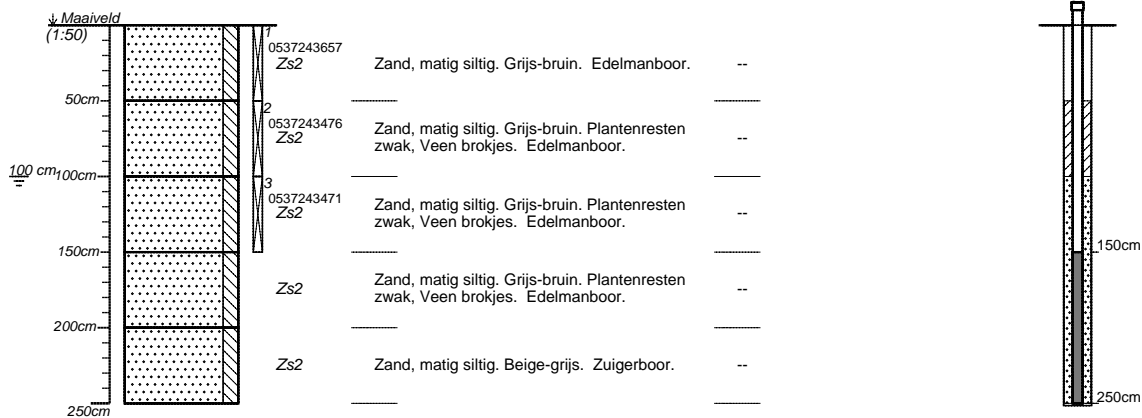 Maaiveld
(1:50)
1
0537243657
Zs2
Zand, matig siltig. Grijs-bruin. Edelmanboor.
--
50cm
2
0537243476
Zs2
Zand, matig siltig. Grijs-bruin. Plantenresten
zwak, Veen brokjes. Edelmanboor.
--
100 cm
100cm
3
0537243471
Zs2
Zand, matig siltig. Grijs-bruin. Plantenresten
zwak, Veen brokjes. Edelmanboor.
--
150cm
150cm
Zs2
Zand, matig siltig. Grijs-bruin. Plantenresten
zwak, Veen brokjes. Edelmanboor.
--
200cm
Zs2
Zand, matig siltig. Beige-grijs. Zuigerboor.
--
250cm
250cm